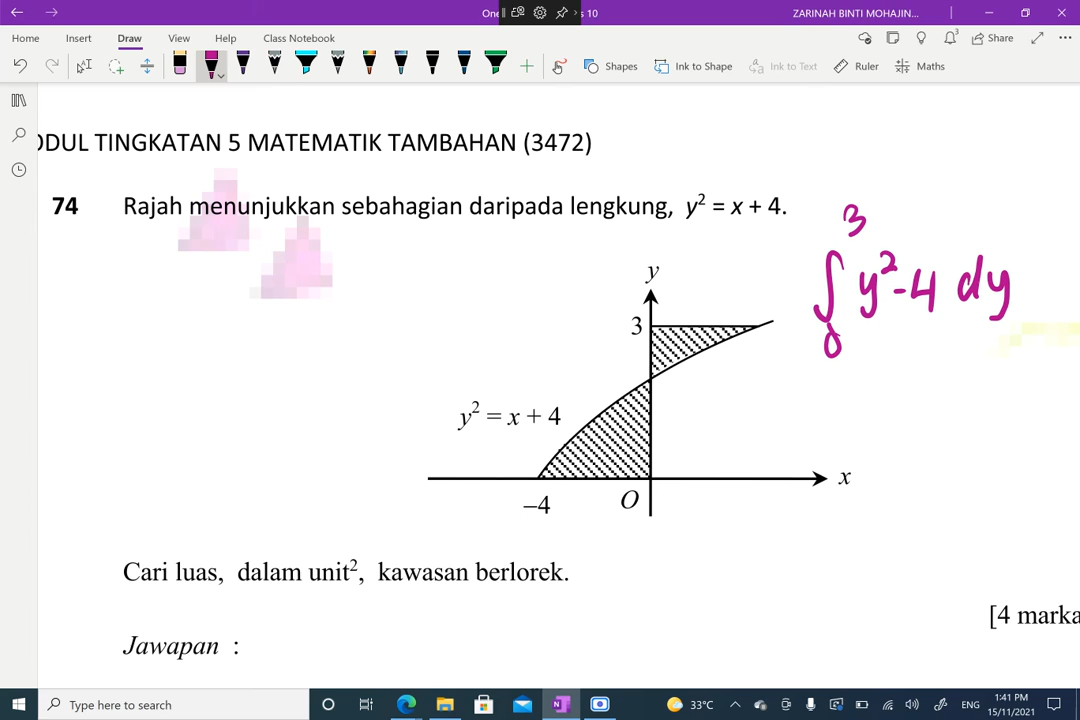 One
s 10
ZARINAH BINTI MOHAJIN...
Home Insert Draw View Help Class Notebook
Share
Shapes Ink to Shape Ink to Text Ruler Maths
ODUL TINGKATAN 5 MATEMATIK TAMBAHAN (3472)
74 Rajah menunjukkan sebahagian daripada lengkung, y² = x + 4.
3
∫ y²-4 dy
0
y
3
y² = x + 4
x
−4
O
Cari luas, dalam unit², kawasan berlorek.
[4 marka
Jawapan :
Type here to search
33°C
ENG
1:41 PM
15/11/2021